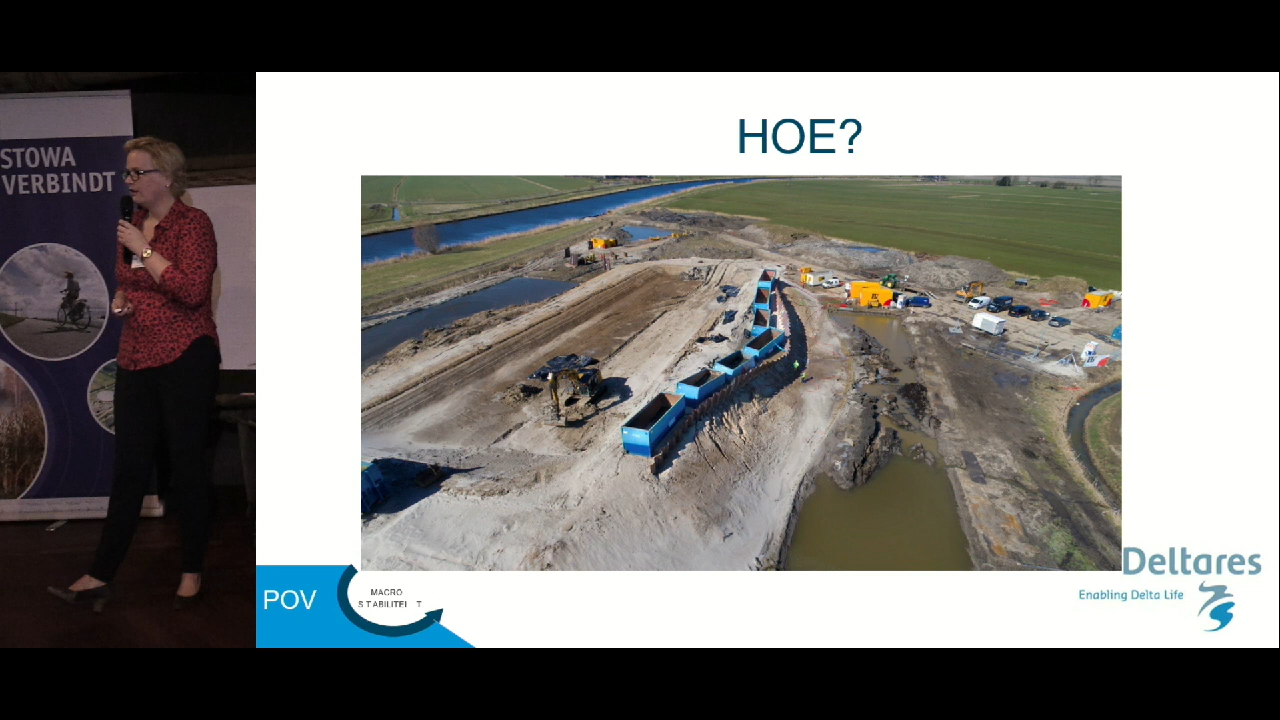 STOWA
VERBINDT
HOE?
POV
MACRO
STABILITEIT
Deltares
Enabling Delta Life